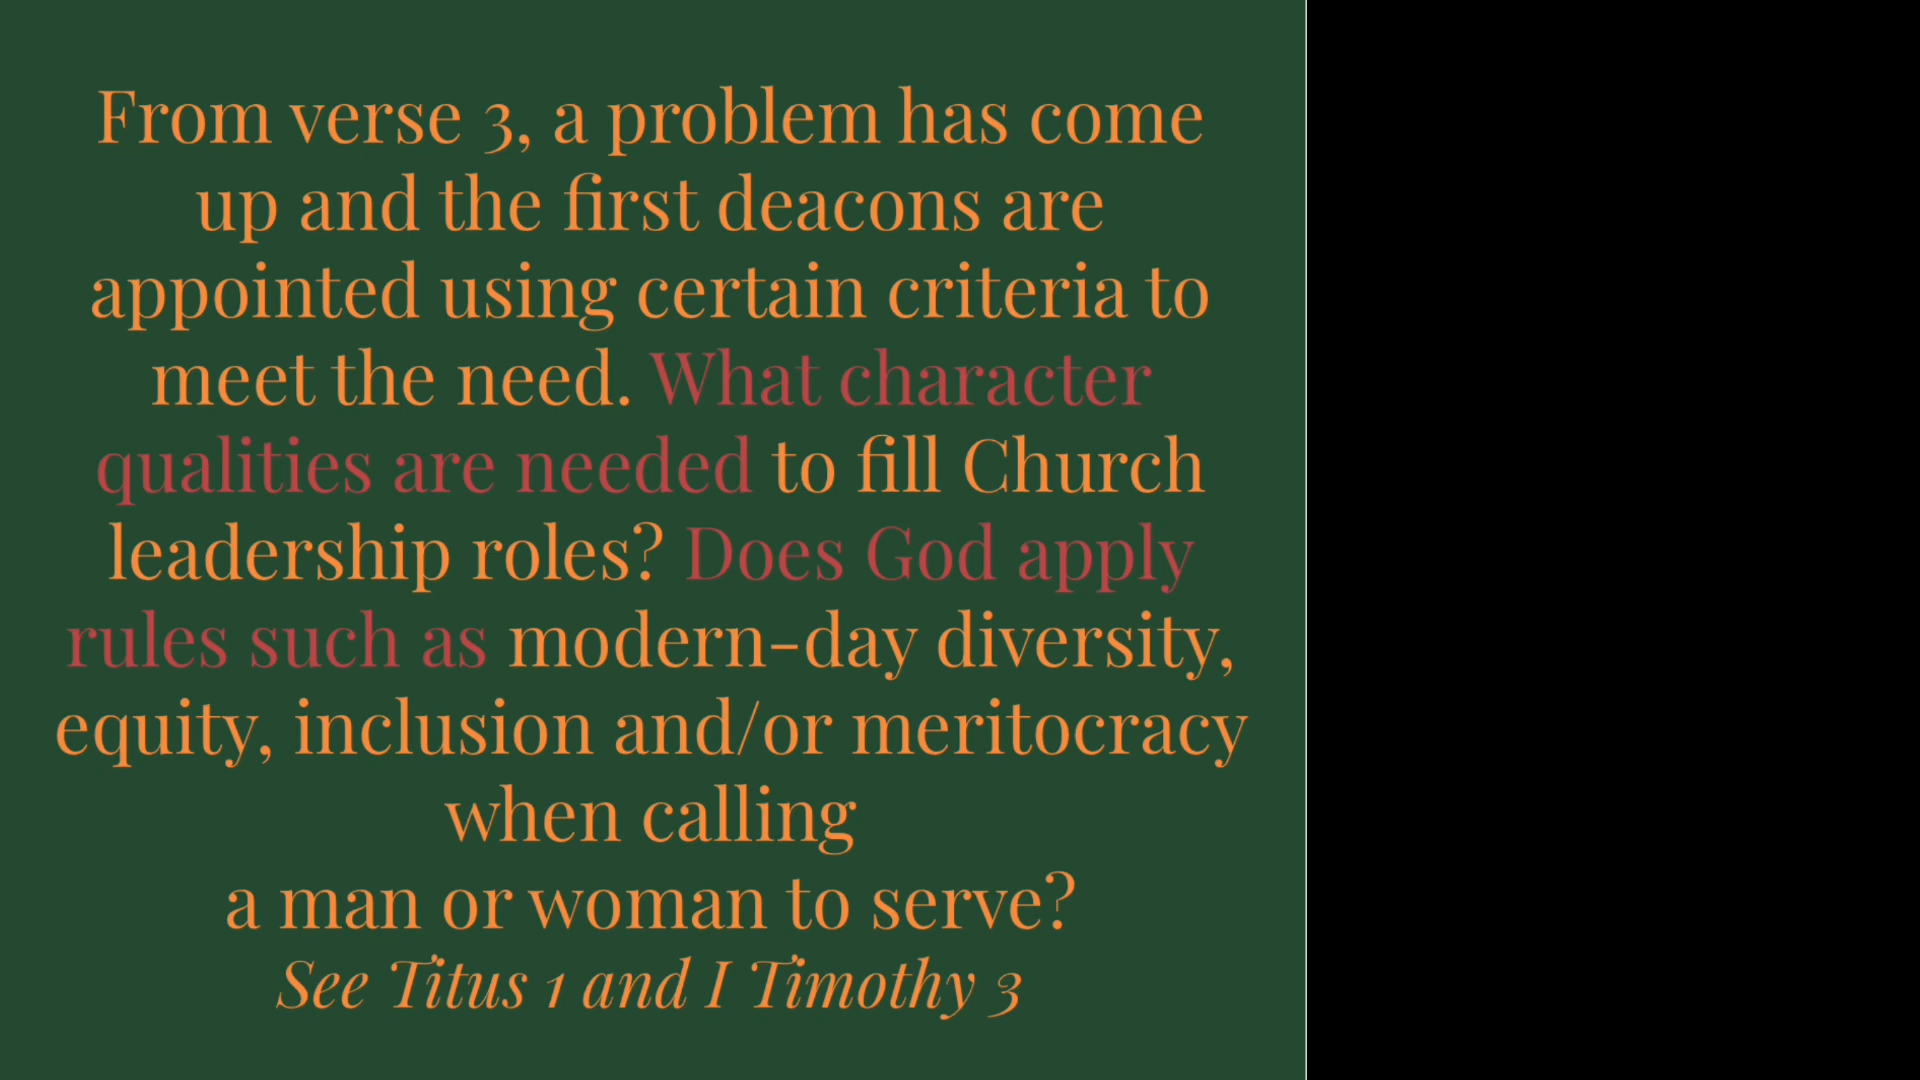 From verse 3, a problem has come
up and the first deacons are
appointed using certain criteria to
meet the need. What character
qualities are needed to fill Church
leadership roles? Does God apply
rules such as modern-day diversity,
equity, inclusion and/or meritocracy
when calling
a man or woman to serve?
See Titus 1 and I Timothy 3